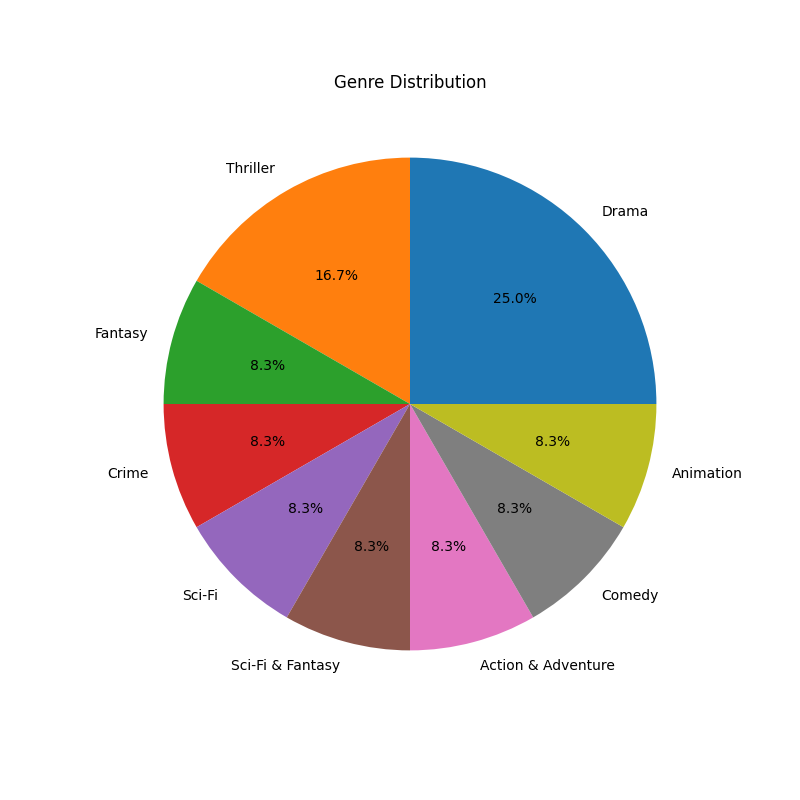 Genre Distribution
Thriller
Drama
16.7%
25.0%
Fantasy
8.3%
8.3%
8.3%
Crime
Animation
8.3%
8.3%
8.3%
8.3%
Sci-Fi
Comedy
Sci-Fi & Fantasy
Action & Adventure